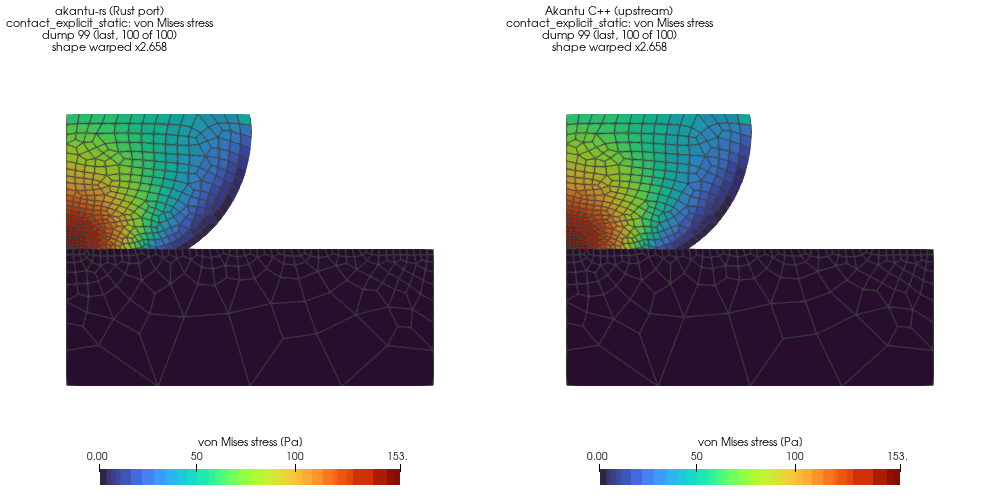 akantu-rs (Rust port)
contact_explicit_static: von Mises stress
dump 99 (last, 100 of 100)
shape warped x2.658
Akantu C++ (upstream)
contact_explicit_static: von Mises stress
dump 99 (last, 100 of 100)
shape warped x2.658
von Mises stress [Pa]
0.00 50 100 153.
von Mises stress [Pa]
0.00 50 100 153.